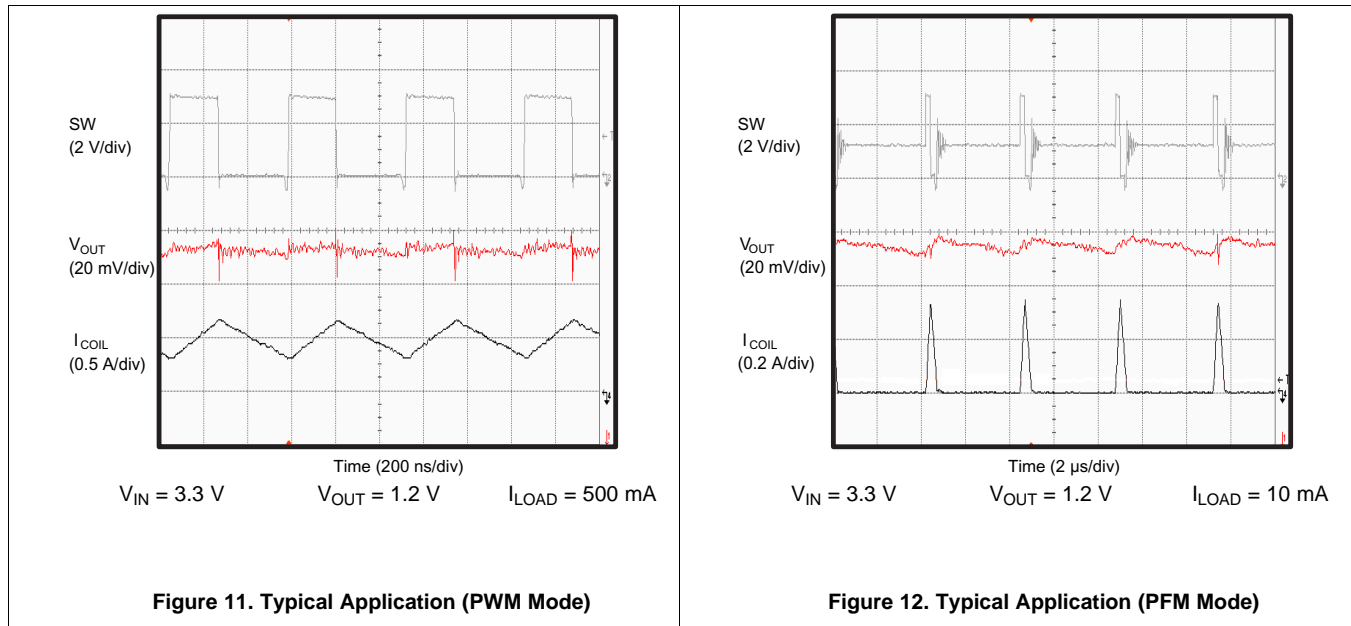 SW
(2 V/div)
VOUT
(20 mV/div)
ICOIL
(0.5 A/div)
Time (200 ns/div)
VIN = 3.3 V VOUT = 1.2 V ILOAD = 500 mA
Figure 11. Typical Application (PWM Mode)
SW
(2 V/div)
VOUT
(20 mV/div)
ICOIL
(0.2 A/div)
Time (2 µs/div)
VIN = 3.3 V VOUT = 1.2 V ILOAD = 10 mA
Figure 12. Typical Application (PFM Mode)